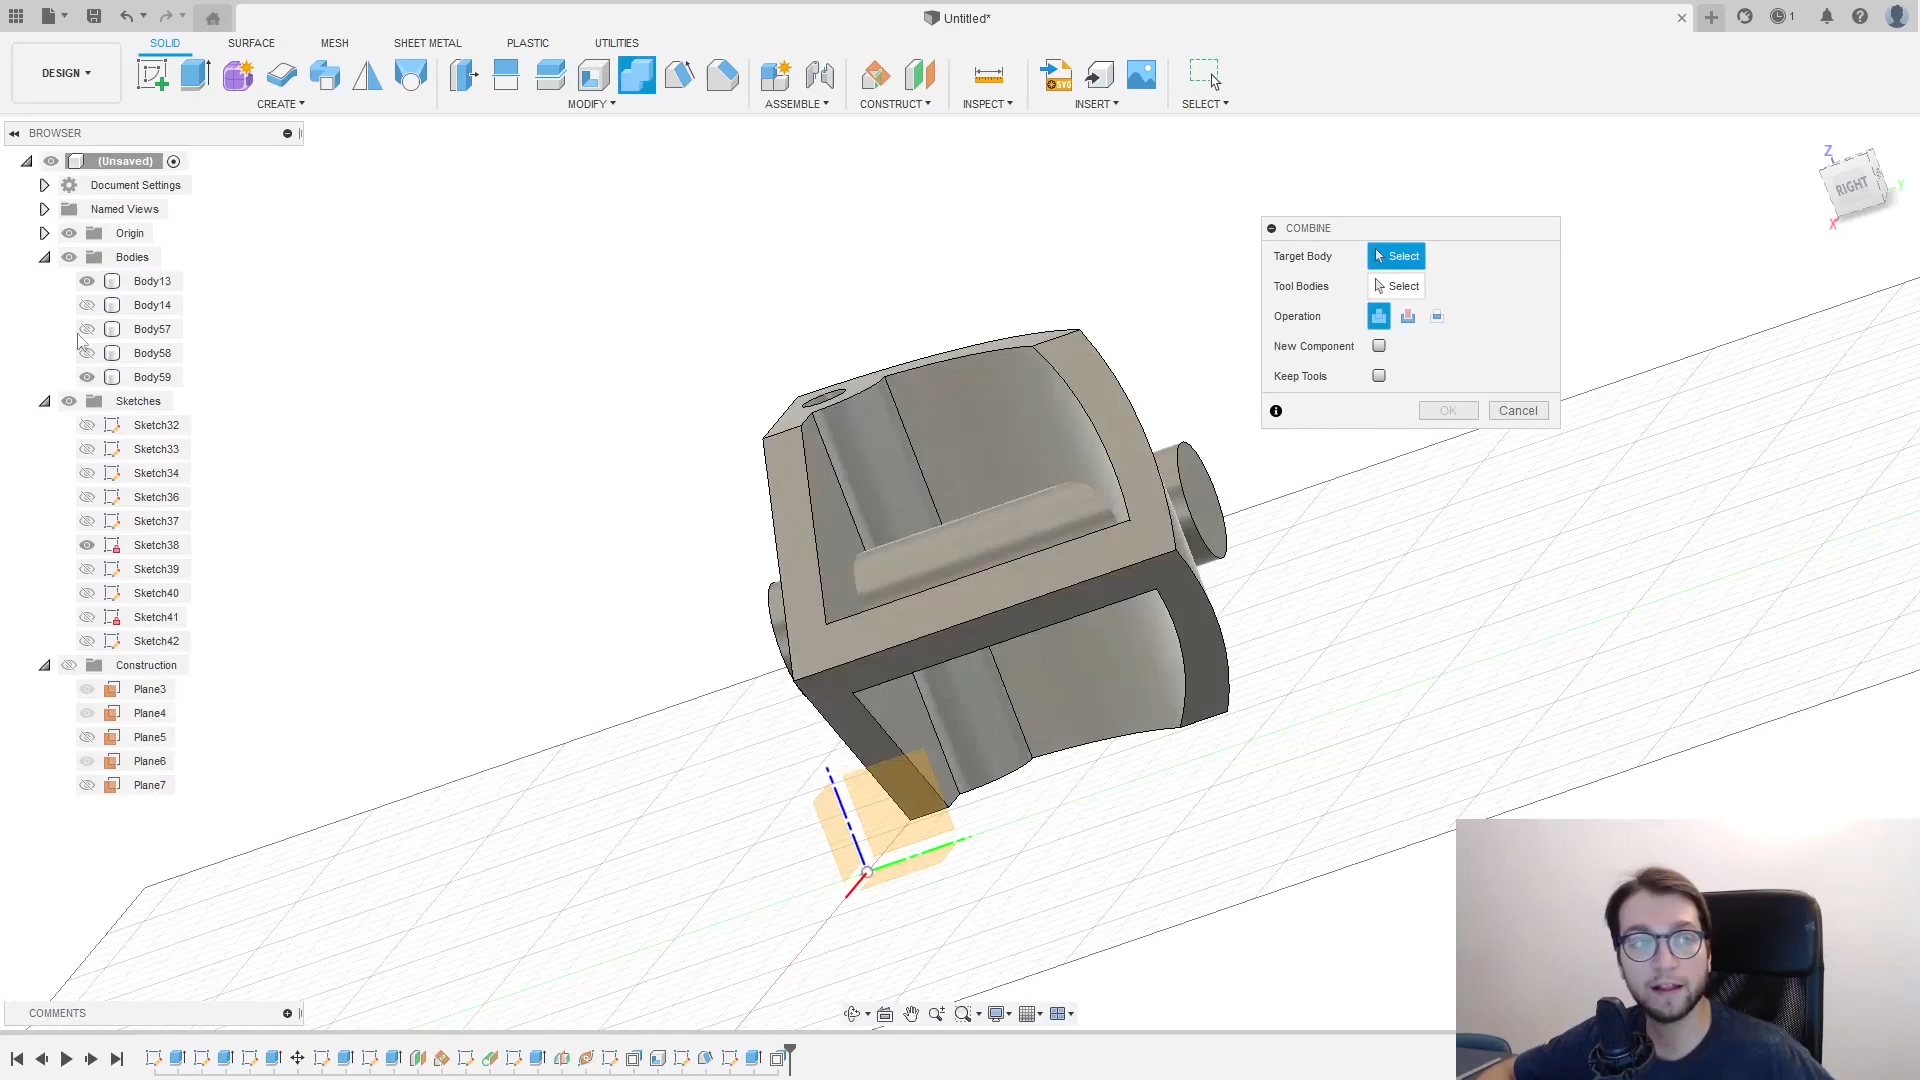 Untitled*
1
DESIGN
SOLID
SURFACE
MESH
SHEET METAL
PLASTIC
UTILITIES
CREATE
MODIFY
ASSEMBLE
CONSTRUCT
INSPECT
SVG
INSERT
SELECT
BROWSER
(Unsaved)
Document Settings
Named Views
Origin
Bodies
Body13
Body14
Body57
Body58
Body59
Sketches
Sketch32
Sketch33
Sketch34
Sketch36
Sketch37
Sketch38
Sketch39
Sketch40
Sketch41
Sketch42
Construction
Plane3
Plane4
Plane5
Plane6
Plane7
Z
RIGHT
Y
X
COMBINE
Target Body
Select
Tool Bodies
Select
Operation
New Component
Keep Tools
OK
Cancel
COMMENTS